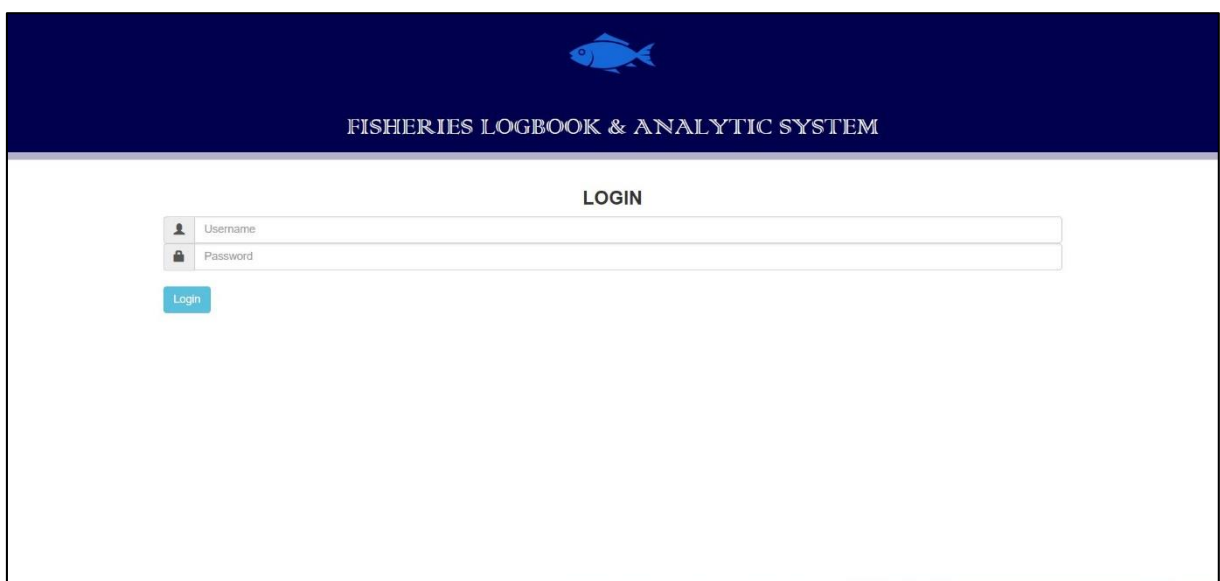 FISHERIES LOGBOOK & ANALYTIC SYSTEM
LOGIN
Username
Password
Login